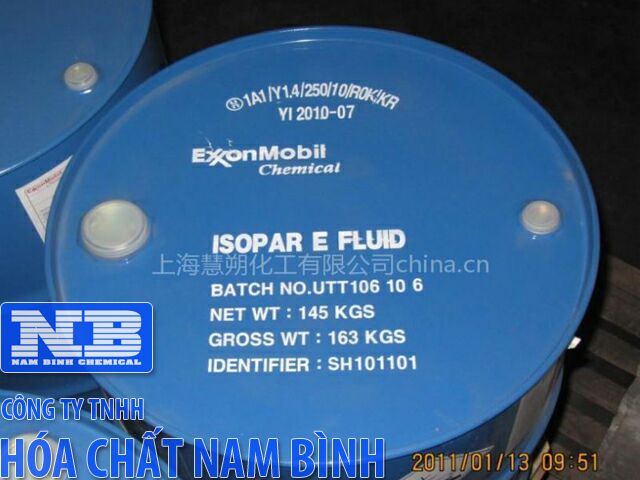 ⓤ1A1/Y1.4/250/10/ROK/KR
YI 2010-07
ExxonMobil
Chemical
ExxonMobil
ISOPAR E FLUID
上海慧朔化工有限公司china.cn
BATCH NO.UTT106 10 6
NET WT : 145 KGS
GROSS WT : 163 KGS
IDENTIFIER : SH101101
NB
NAM BINH CHEMICAL
CÔNG TY TNHH
HÓA CHẤT NAM BÌNH
2011/01/13 09:51